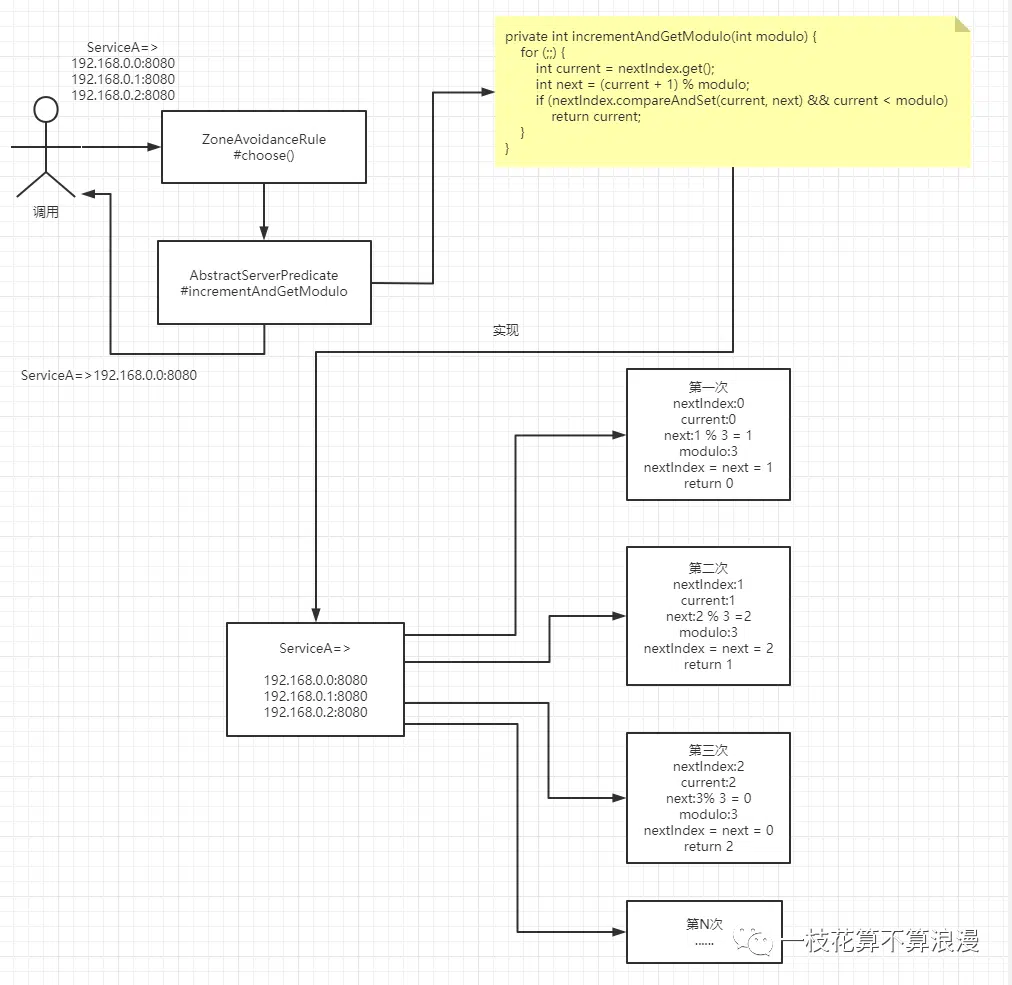 ServiceA=>
192.168.0.0:8080
192.168.0.1:8080
192.168.0.2:8080
调用
ZoneAvoidanceRule
#choose()
AbstractServerPredicate
#incrementAndGetModulo
ServiceA=>192.168.0.0:8080
private int incrementAndGetModulo(int modulo) {
for (;;) {
int current = nextIndex.get();
int next = (current + 1) % modulo;
if (nextIndex.compareAndSet(current, next) && current < modulo)
return current;
}
}
实现
ServiceA=>
192.168.0.0:8080
192.168.0.1:8080
192.168.0.2:8080
第一次
nextIndex:0
current:0
next:1 % 3 = 1
modulo:3
nextIndex = next = 1
return 0
第二次
nextIndex:1
current:1
next:2 % 3 =2
modulo:3
nextIndex = next = 2
return 1
第三次
nextIndex:2
current:2
next:3% 3 = 0
modulo:3
nextIndex = next = 0
return 2
第N次
......
一枝花算不算浪漫